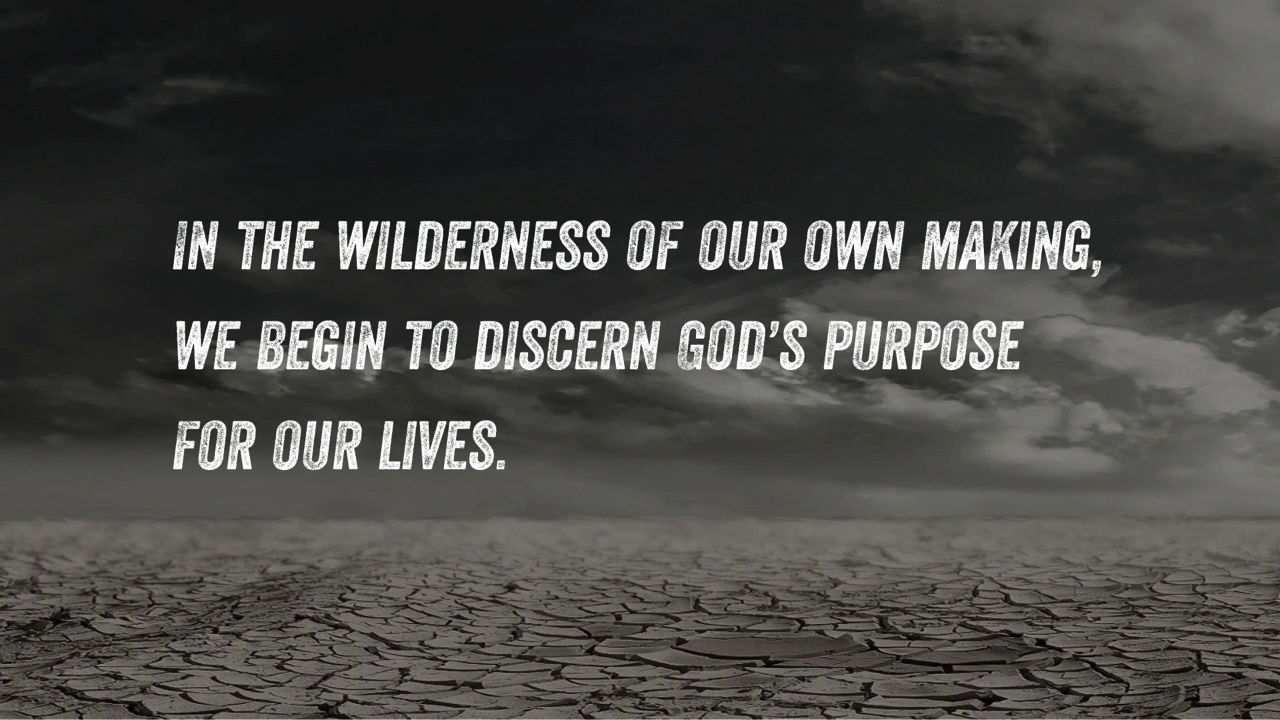 IN THE WILDERNESS OF OUR OWN MAKING,
WE BEGIN TO DISCERN GOD'S PURPOSE
FOR OUR LIVES.